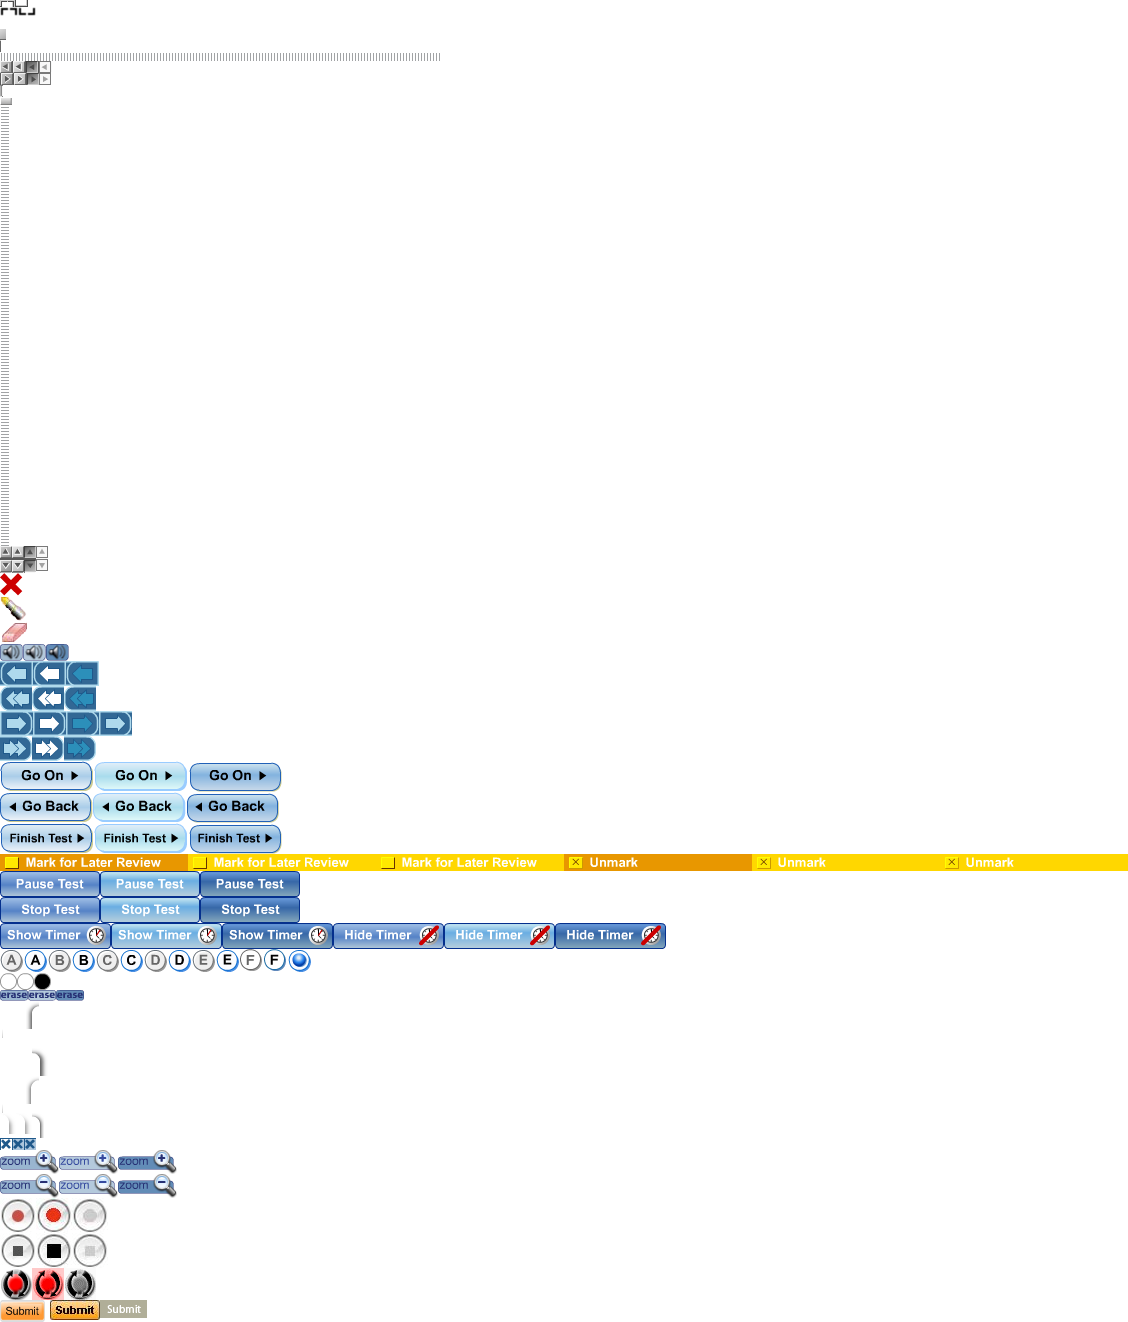 Go On Go On Go On
Go Back Go Back Go Back
Finish Test Finish Test Finish Test
Mark for Later Review Mark for Later Review Mark for Later Review Unmark Unmark Unmark
Pause Test Pause Test Pause Test
Stop Test Stop Test Stop Test
Show Timer Show Timer Show Timer Hide Timer Hide Timer Hide Timer
A A B B C C D D E E F F
erase erase erase
zoom zoom zoom
zoom zoom zoom
Submit Submit Submit